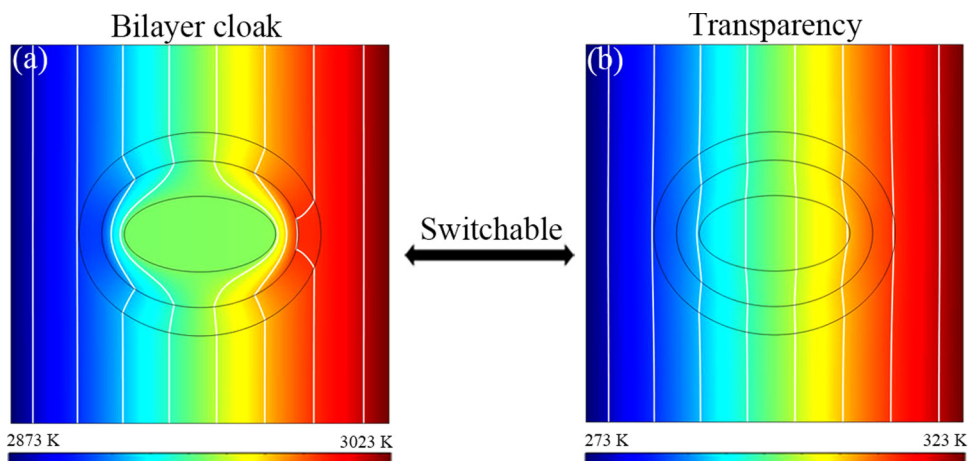 Bilayer cloak
Transparency
(a)
(b)
Switchable
2873 K
3023 K
273 K
323 K